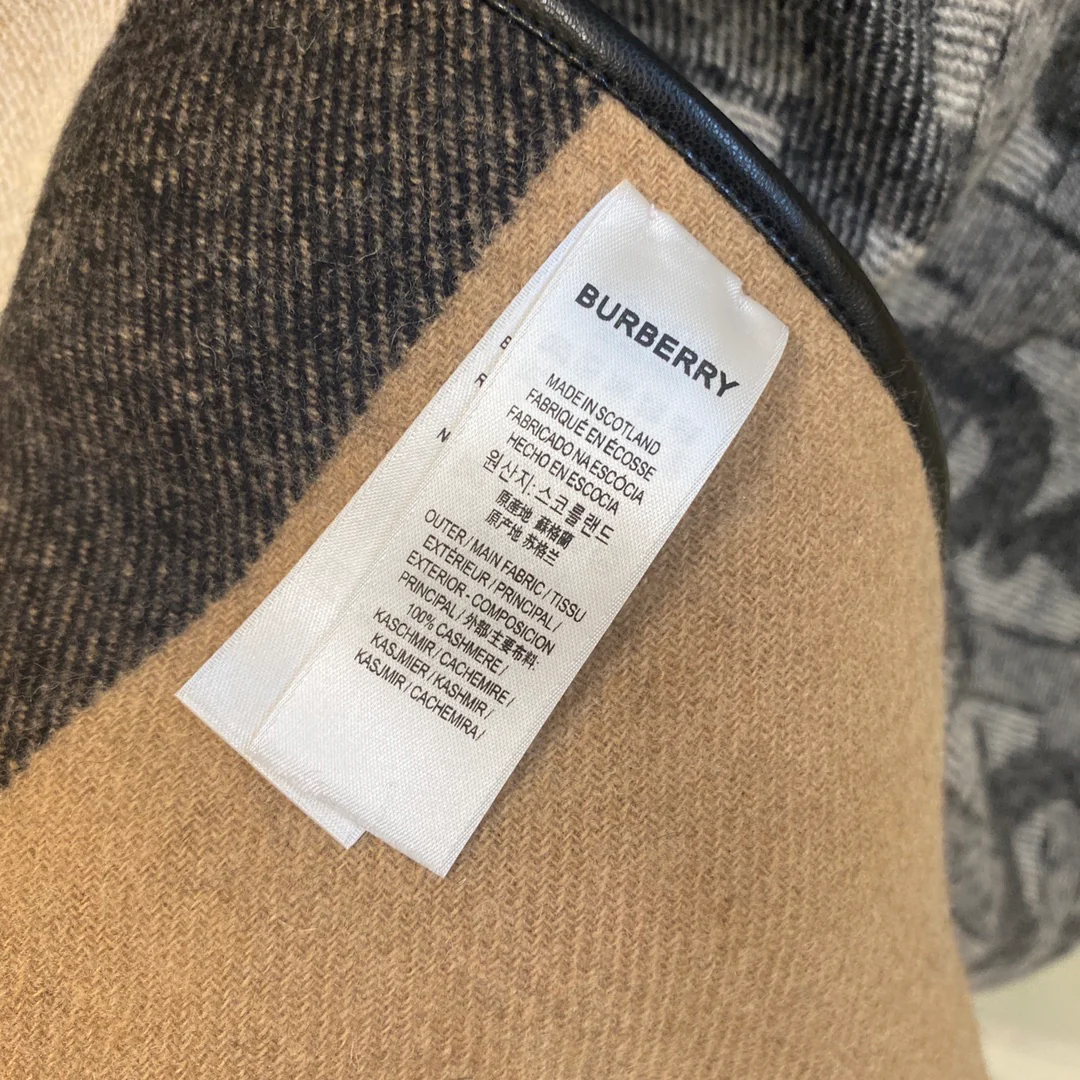 BURBERRY
MADE IN SCOTLAND
FABRIQUÉ EN ÉCOSSE
FABRICADO NA ESCÓCIA
HECHO EN ESCOCIA
원산지: 스코틀랜드
原產地 蘇格蘭
原产地 苏格兰
OUTER / MAIN FABRIC / TISSU
EXTÉRIEUR / PRINCIPAL /
EXTERIOR - COMPOSICION
PRINCIPAL / 外部/主要布料
100% CASHMERE /
KASCHMIR / CACHEMIRE /
KASJMIER / KASHMIR /
KASJMIR / CACHEMIRA /
B
R
N